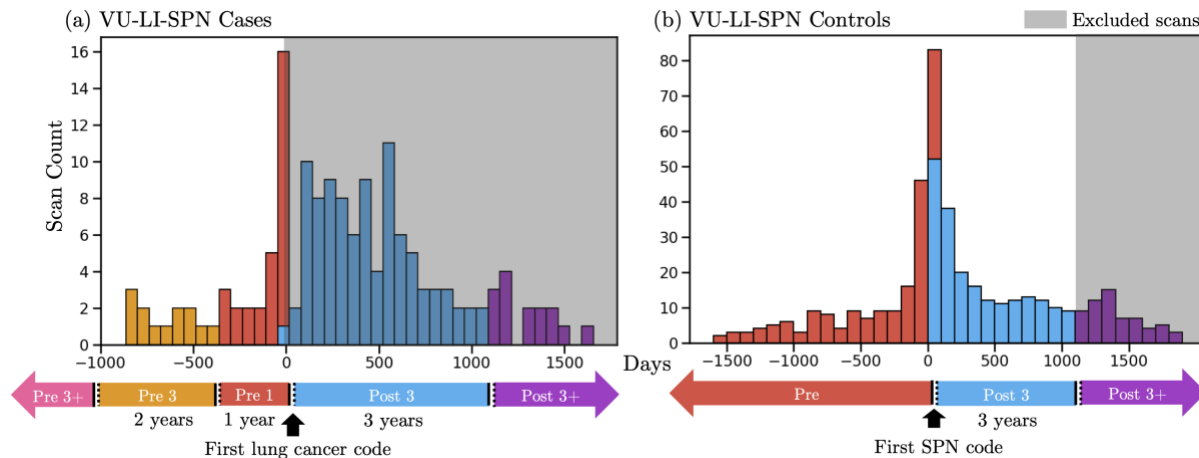 (a) VU-LI-SPN Cases
(b) VU-LI-SPN Controls
Excluded scans
Scan Count
16
14
12
10
8
6
4
2
0
−1000
−500
0
500
1000
1500
Days
80
70
60
50
40
30
20
10
0
−1500
−1000
−500
0
500
1000
1500
Pre 3+
Pre 3
Pre 1
Post 3
Post 3+
2 years
1 year
3 years
First lung cancer code
Pre
Post 3
Post 3+
3 years
First SPN code